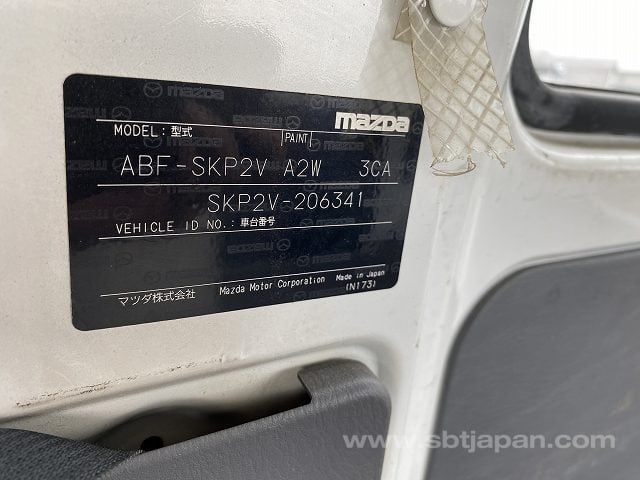 mazda
MODEL: 型式 PAINT
ABF-SKP2V A2W 3CA
SKP2V-206341
VEHICLE ID NO.: 車台番号
マツダ株式会社 Mazda Motor Corporation Made in Japan
(N173)
www.sbtjapan.com